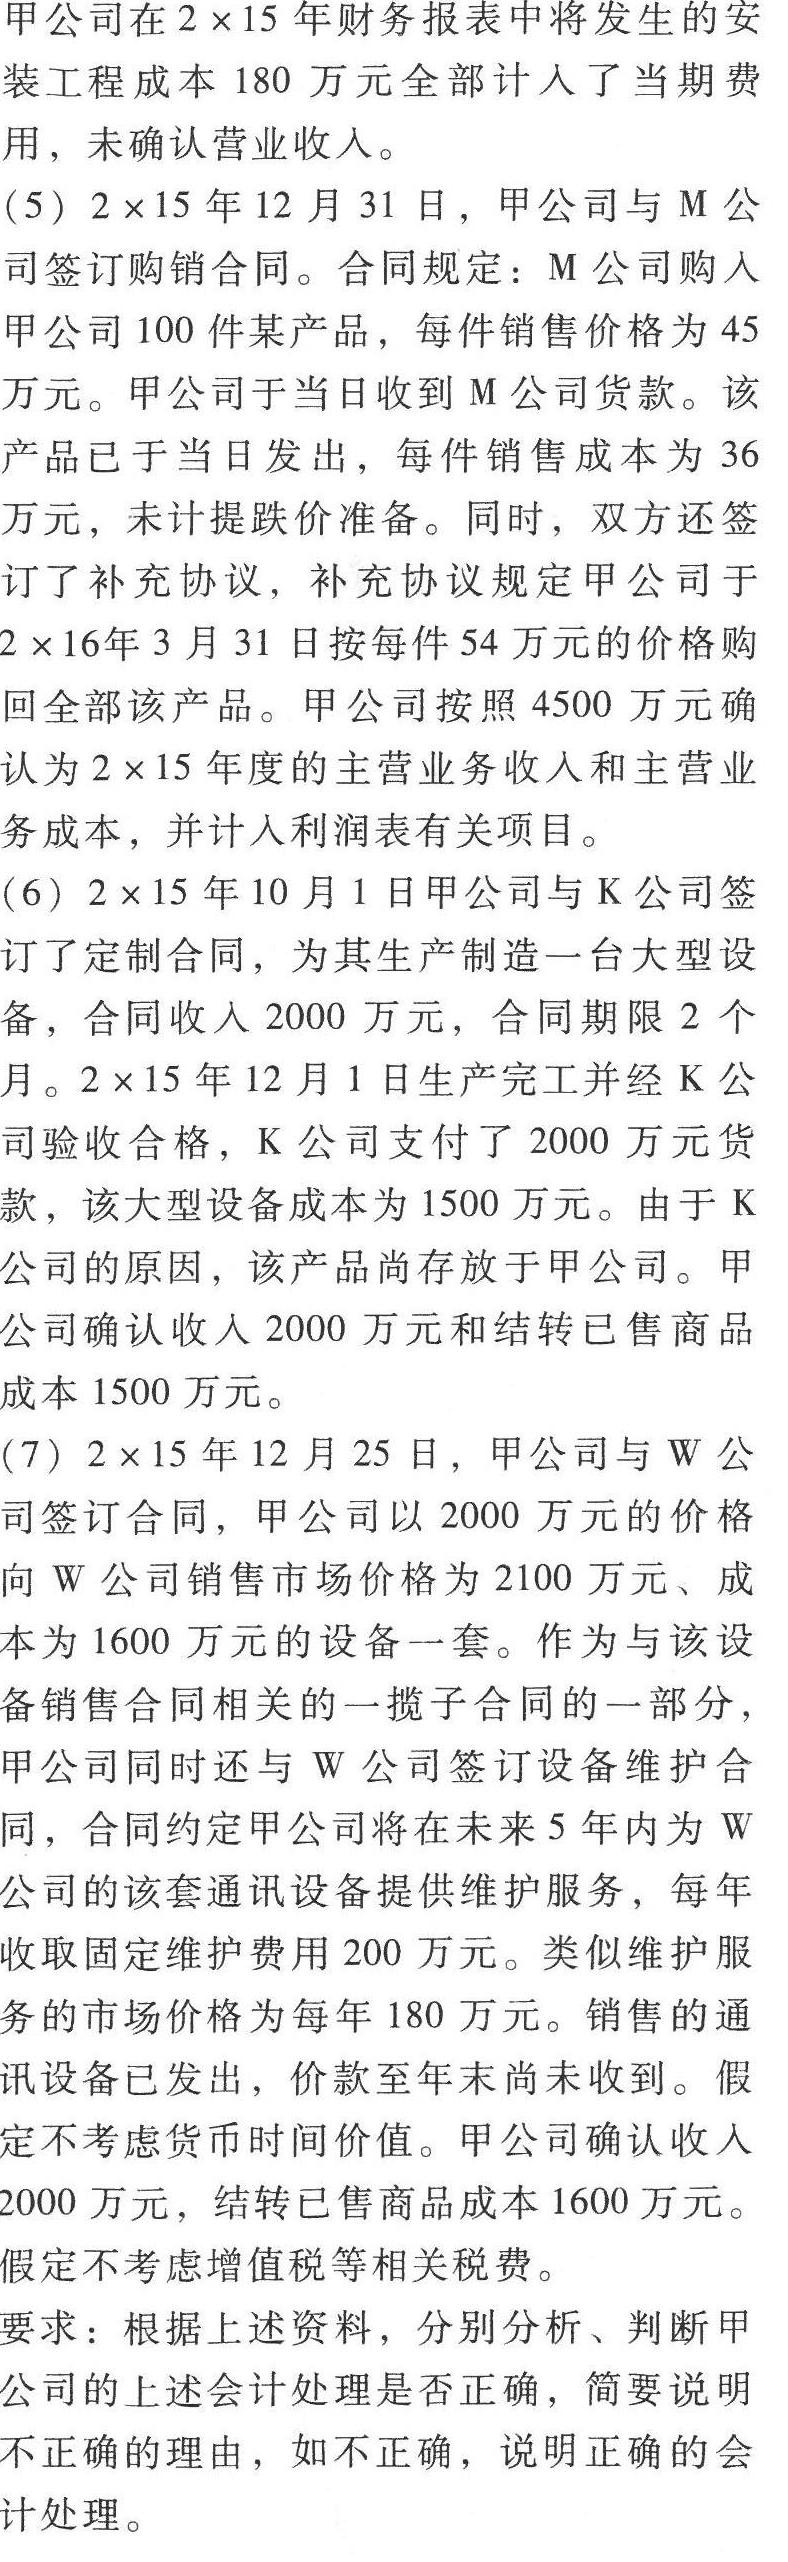 甲公司在 2×15 年财务报表中将发生的安
装工程成本 180 万元全部计入了当期费
用，未确认营业收入。
(5) 2×15 年 12 月 31 日，甲公司与 M 公
司签订购销合同。合同规定：M 公司购入
甲公司 100 件某产品，每件销售价格为 45
万元。甲公司于当日收到 M 公司货款。该
产品已于当日发出，每件销售成本为 36
万元，未计提跌价准备。同时，双方还签
订了补充协议，补充协议规定甲公司于
2×16年 3 月 31 日按每件 54 万元的价格购
回全部该产品。甲公司按照 4500 万元确
认为 2×15 年度的主营业务收入和主营业
务成本，并计入利润表有关项目。
(6) 2×15 年 10 月 1 日甲公司与 K 公司签
订了定制合同，为其生产制造一台大型设
备，合同收入 2000 万元，合同期限 2 个
月。2×15 年 12 月 1 日生产完工并经 K 公
司验收合格，K 公司支付了 2000 万元货
款，该大型设备成本为 1500 万元。由于 K
公司的原因，该产品尚存放于甲公司。甲
公司确认收入 2000 万元和结转已售商品
成本 1500 万元。
(7) 2×15 年 12 月 25 日，甲公司与 W 公
司签订合同，甲公司以 2000 万元的价格
向 W 公司销售市场价格为 2100 万元、成
本为 1600 万元的设备一套。作为与该设
备销售合同相关的一揽子合同的一部分，
甲公司同时还与 W 公司签订设备维护合
同，合同约定甲公司将在未来 5 年内为 W
公司的该套通讯设备提供维护服务，每年
收取固定维护费用 200 万元。类似维护服
务的市场价格为每年 180 万元。销售的通
讯设备已发出，价款至年末尚未收到。假
定不考虑货币时间价值。甲公司确认收入
2000 万元，结转已售商品成本 1600 万元。
假定不考虑增值税等相关税费。
要求：根据上述资料，分别分析、判断甲
公司的上述会计处理是否正确，简要说明
不正确的理由，如不正确，说明正确的会
计处理。